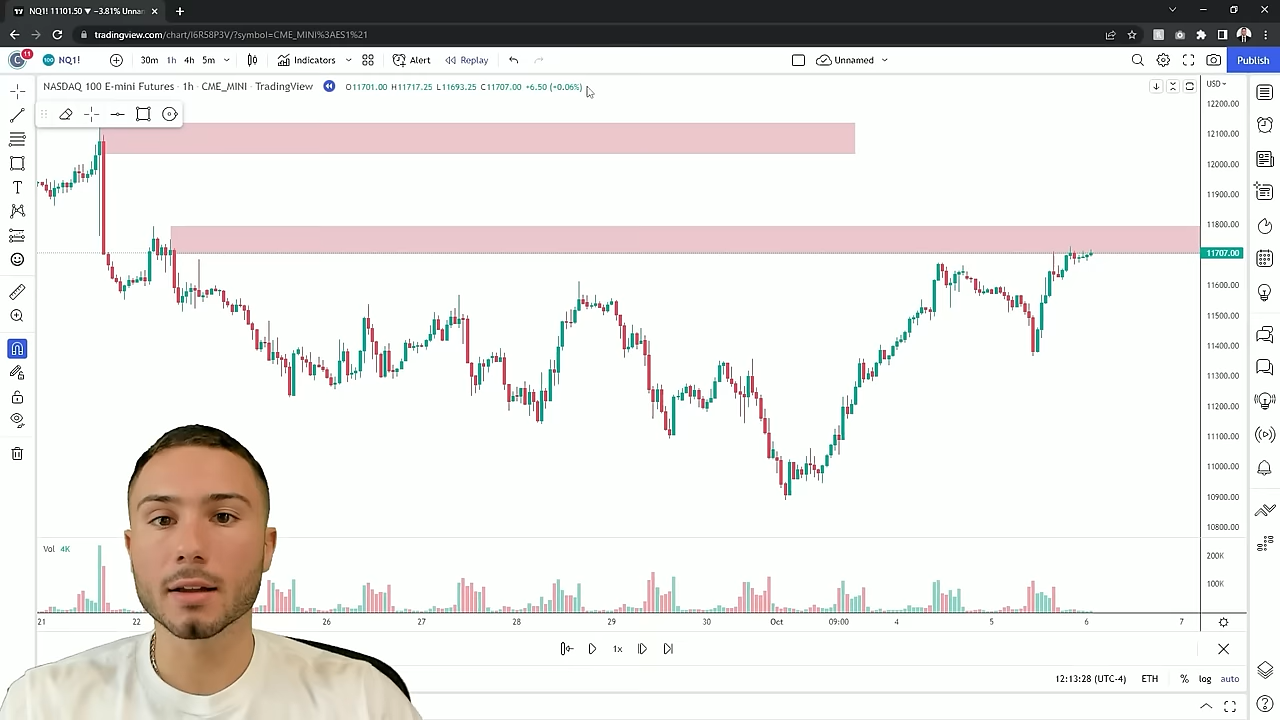 NQ1! 11101.50 ▼ −3.81% Unnar
tradingview.com/chart/I6R58P3V/?symbol=CME_MINI%3AES1%21
11
100 NQ1! 30m 1h 4h 5m Indicators Alert Replay Unnamed Publish
NASDAQ 100 E-mini Futures · 1h · CME_MINI · TradingView O11701.00 H11717.25 L11693.25 C11707.00 +6.50 (+0.06%) USD
12200.00
12100.00
12000.00
11900.00
11800.00
11707.00
11600.00
11500.00
11400.00
11300.00
11200.00
11100.00
11000.00
10900.00
10800.00
Vol 4K
200K
100K
21 22 26 27 28 29 30 Oct 09:00 4 5 6 7
1x
12:13:28 (UTC-4) ETH % log auto